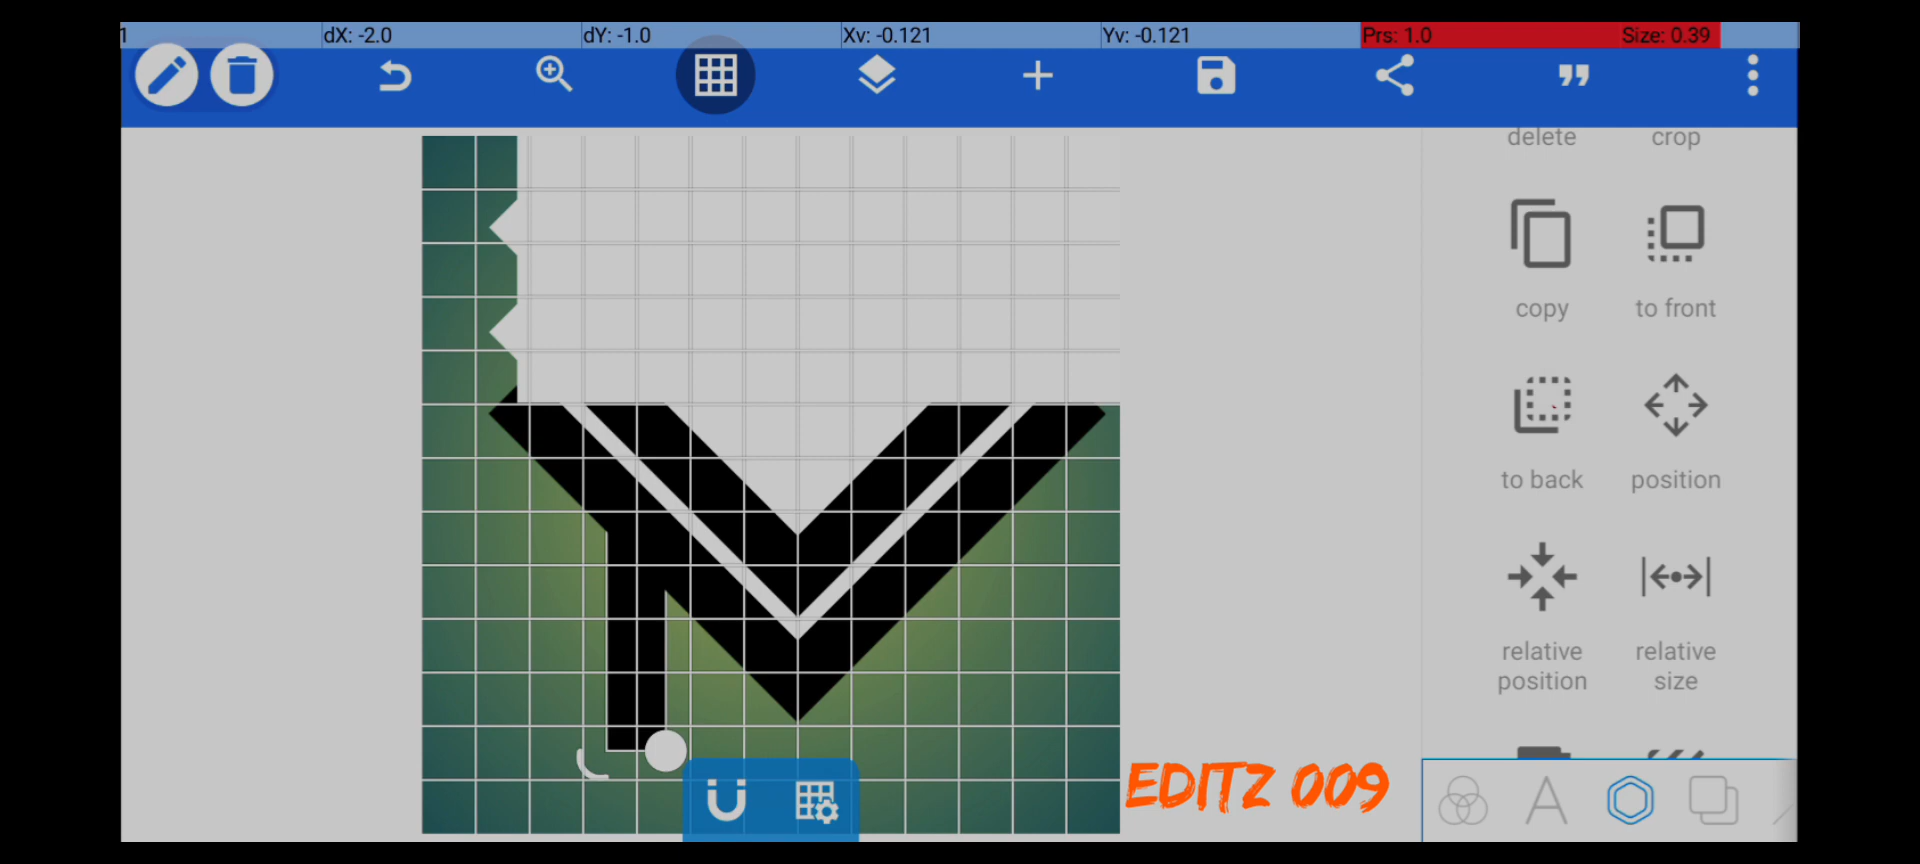 1 dX: -2.0 dY: -1.0 Xv: -0.121 Yv: -0.121 Prs: 1.0 Size: 0.39
delete crop
copy to front
to back position
relative relative
position size
EDITZ 009